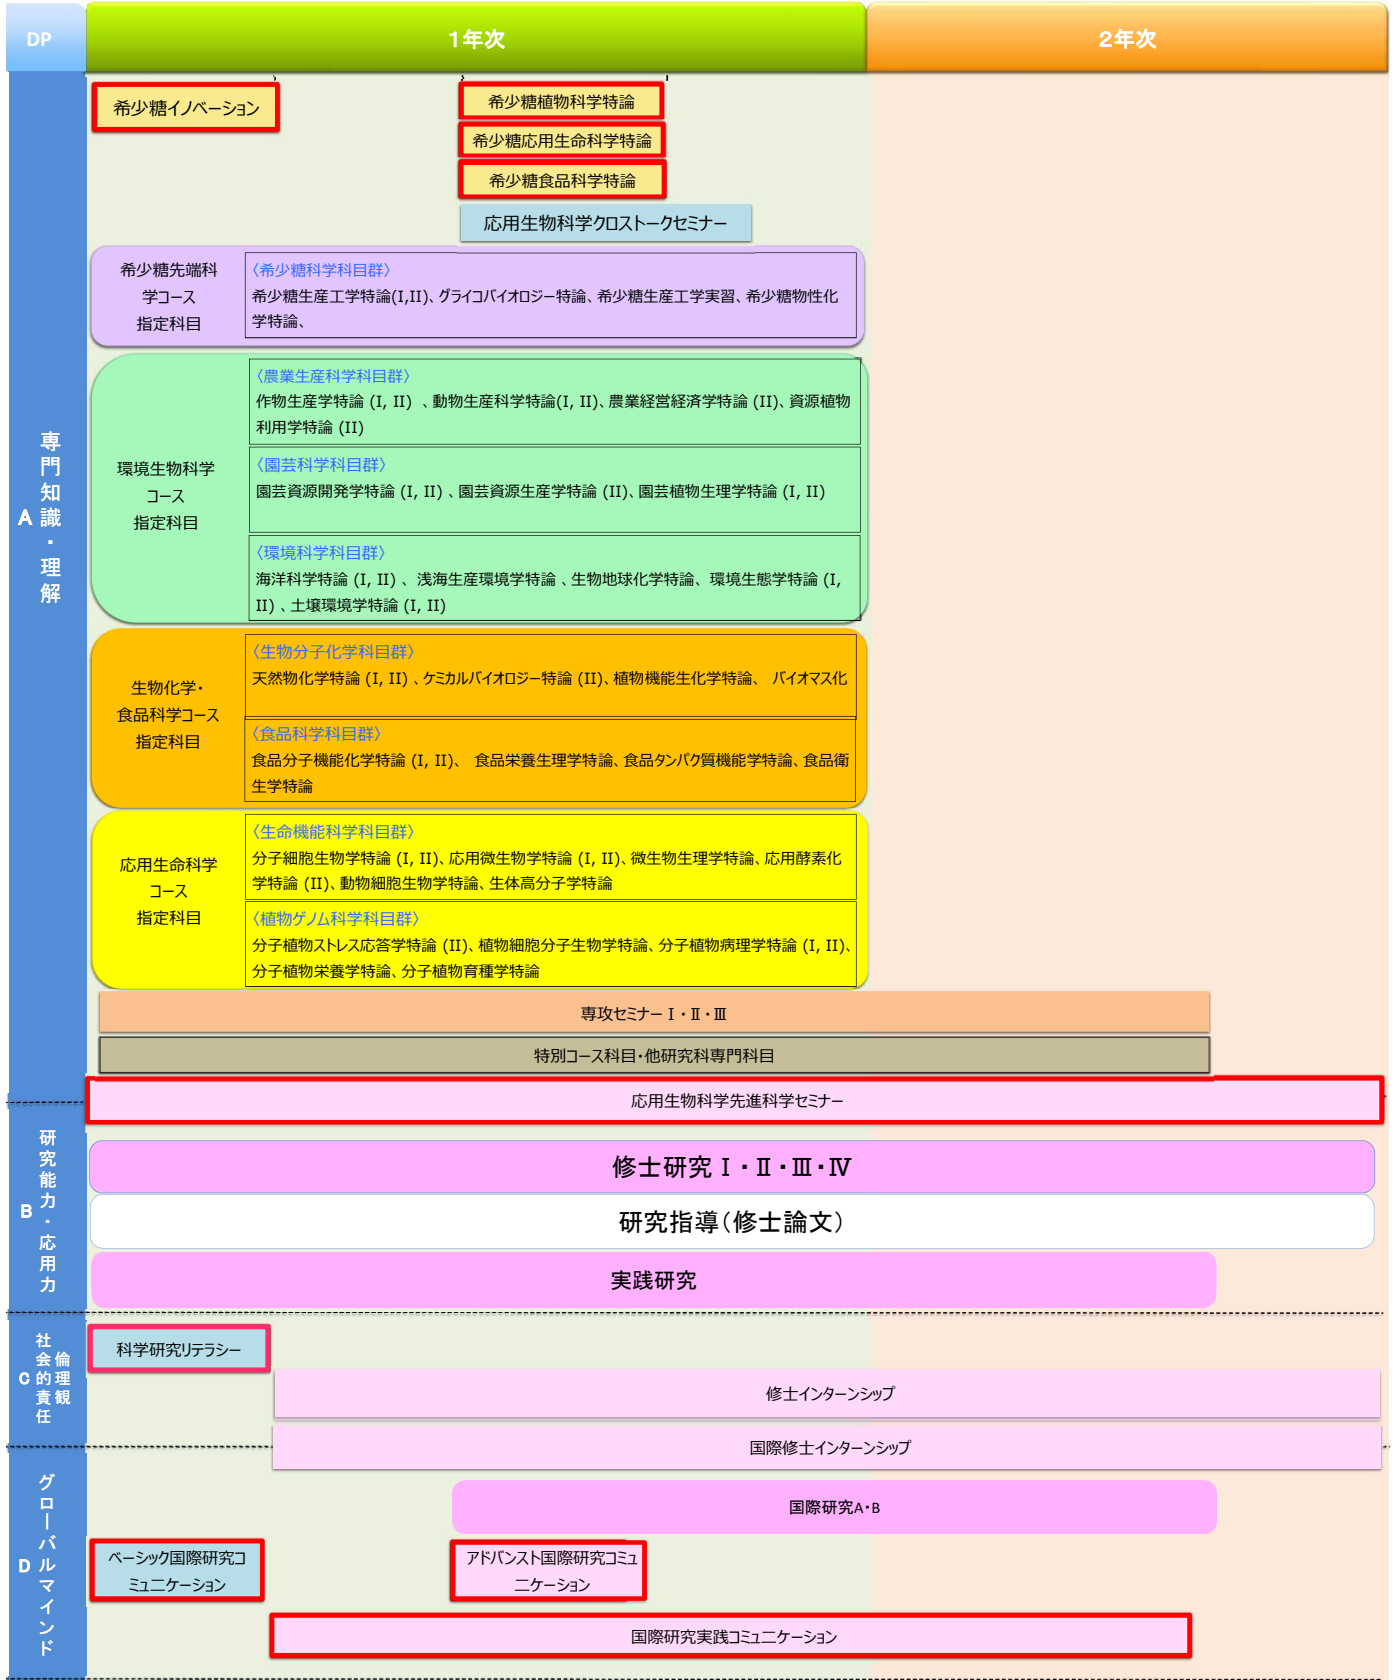 DP
1年次
2年次
A 専門知識・理解
希少糖イノベーション
希少糖植物科学特論
希少糖応用生命科学特論
希少糖食品科学特論
応用生物科学クロストークセミナー
希少糖先端科
学コース
指定科目
〈希少糖科学科目群〉
希少糖生産工学特論(I,II)、グライコバイオロジー特論、希少糖生産工学実習、希少糖物性化
学特論、
環境生物科学
コース
指定科目
〈農業生産科学科目群〉
作物生産学特論 (I, II) 、動物生産科学特論(I, II)、農業経営経済学特論 (II)、資源植物
利用学特論 (II)
〈園芸科学科目群〉
園芸資源開発学特論 (I, II) 、園芸資源生産学特論 (II)、園芸植物生理学特論 (I, II)
〈環境科学科目群〉
海洋科学特論 (I, II) 、 浅海生産環境学特論 、生物地球化学特論、 環境生態学特論 (I,
II) 、土壌環境学特論 (I, II)
生物化学・
食品科学コース
指定科目
〈生物分子化学科目群〉
天然物化学特論 (I, II) 、ケミカルバイオロジー特論 (II)、植物機能生化学特論、 バイオマス化
〈食品科学科目群〉
食品分子機能化学特論 (I, II)、 食品栄養生理学特論、食品タンパク質機能学特論、食品衛
生学特論
応用生命科学
コース
指定科目
〈生命機能科学科目群〉
分子細胞生物学特論 (I, II)、応用微生物学特論 (I, II)、微生物生理学特論、応用酵素化
学特論 (II)、動物細胞生物学特論、生体高分子学特論
〈植物ゲノム科学科目群〉
分子植物ストレス応答学特論 (II)、植物細胞分子生物学特論、分子植物病理学特論 (I, II)、
分子植物栄養学特論、分子植物育種学特論
専攻セミナー Ⅰ・Ⅱ・Ⅲ
特別コース科目・他研究科専門科目
応用生物科学先進科学セミナー
B 研究能力・応用力
修士研究 Ⅰ・Ⅱ・Ⅲ・Ⅳ
研究指導（修士論文）
実践研究
C 社会的責任
倫理観
科学研究リテラシー
修士インターンシップ
国際修士インターンシップ
D グローバルマインド
国際研究A・B
ベーシック国際研究コ
ミュニケーション
アドバンスト国際研究コミュ
ニケーション
国際研究実践コミュニケーション